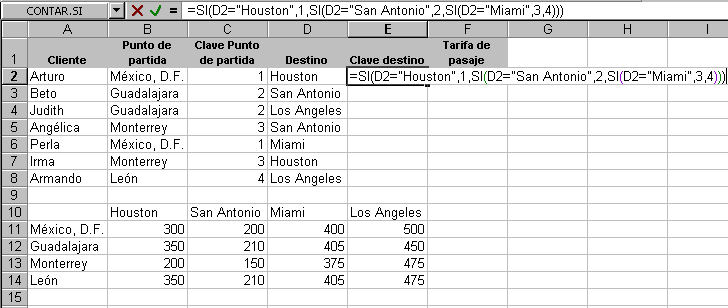 CONTAR.SI =SI(D2="Houston",1,SI(D2="San Antonio",2,SI(D2="Miami",3,4)))
A B C D E F G H I
1 Cliente Punto de partida Clave Punto de partida Destino Clave destino Tarifa de pasaje
2 Arturo México, D.F. 1 Houston =SI(D2="Houston",1,SI(D2="San Antonio",2,SI(D2="Miami",3,4)))
3 Beto Guadalajara 2 San Antonio
4 Judith Guadalajara 2 Los Angeles
5 Angélica Monterrey 3 San Antonio
6 Perla México, D.F. 1 Miami
7 Irma Monterrey 3 Houston
8 Armando León 4 Los Angeles
9
10 Houston San Antonio Miami Los Angeles
11 México, D.F. 300 200 400 500
12 Guadalajara 350 210 405 450
13 Monterrey 200 150 375 475
14 León 350 210 405 475
15